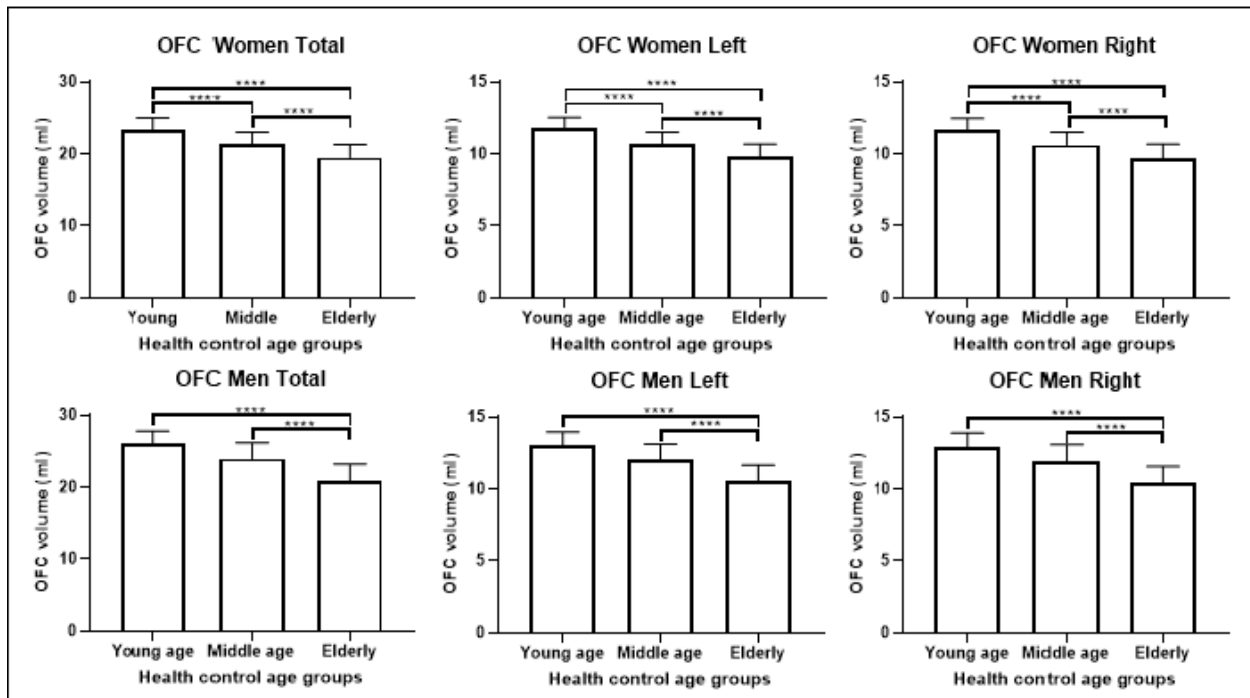 OFC Women Total
OFC volume (ml)
30
20
10
0
****
****
****
Young Middle Elderly
Health control age groups
OFC Women Left
OFC volume (ml)
15
10
5
0
****
****
****
Young age Middle age Elderly
Health control age groups
OFC Women Right
OFC volume (ml)
15
10
5
0
****
****
****
Young age Middle age Elderly
Health control age groups
OFC Men Total
OFC volume (ml)
30
20
10
0
****
****
Young age Middle age Elderly
Health control age groups
OFC Men Left
OFC volume (ml)
15
10
5
0
****
****
Young age Middle age Elderly
Health control age groups
OFC Men Right
OFC volume (ml)
15
10
5
0
****
****
Young age Middle age Elderly
Health control age groups